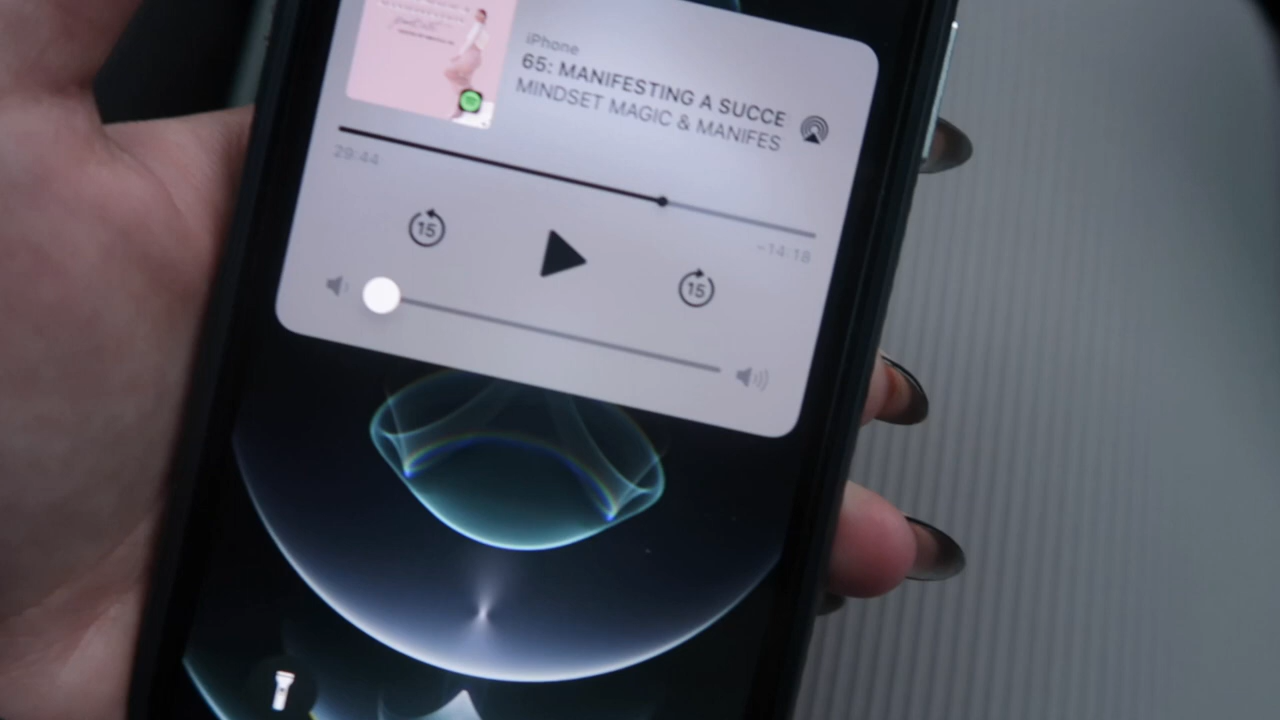 iPhone
65: MANIFESTING A SUCCE
MINDSET MAGIC & MANIFES
29:44
-14:18
15
15